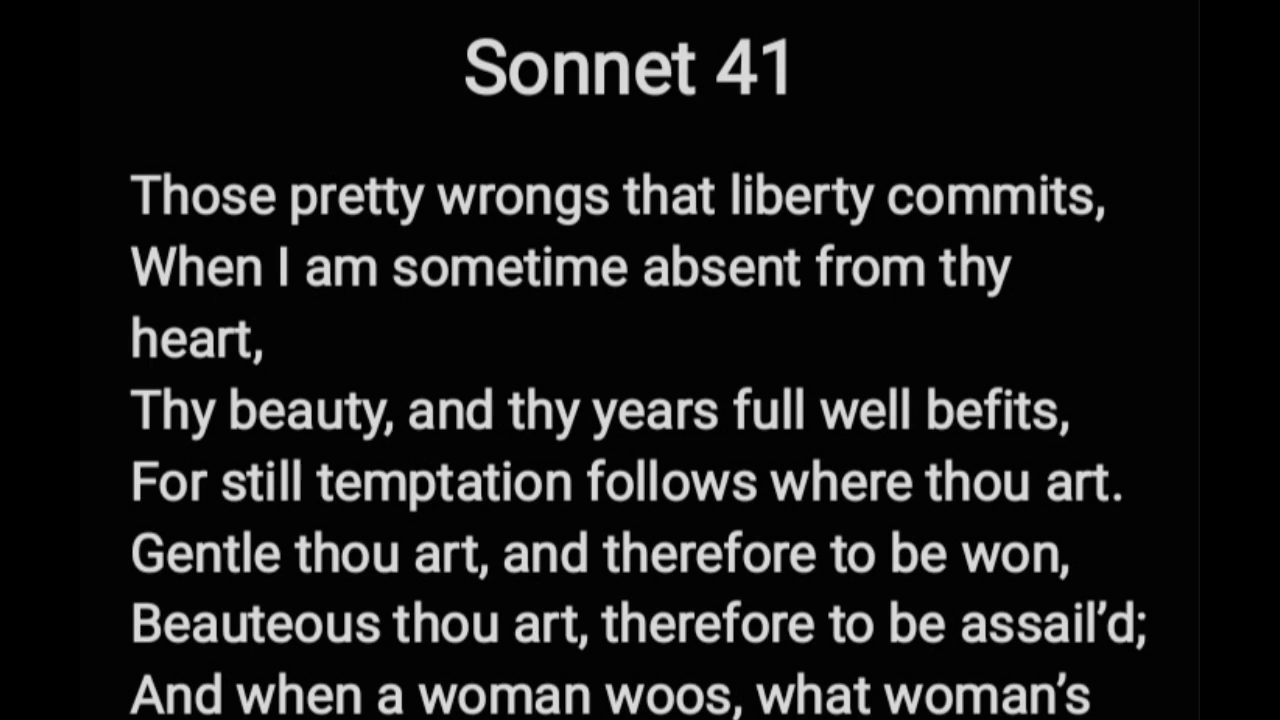 Sonnet 41
Those pretty wrongs that liberty commits,
When I am sometime absent from thy
heart,
Thy beauty, and thy years full well befits,
For still temptation follows where thou art.
Gentle thou art, and therefore to be won,
Beauteous thou art, therefore to be assail’d;
And when a woman woos, what woman’s